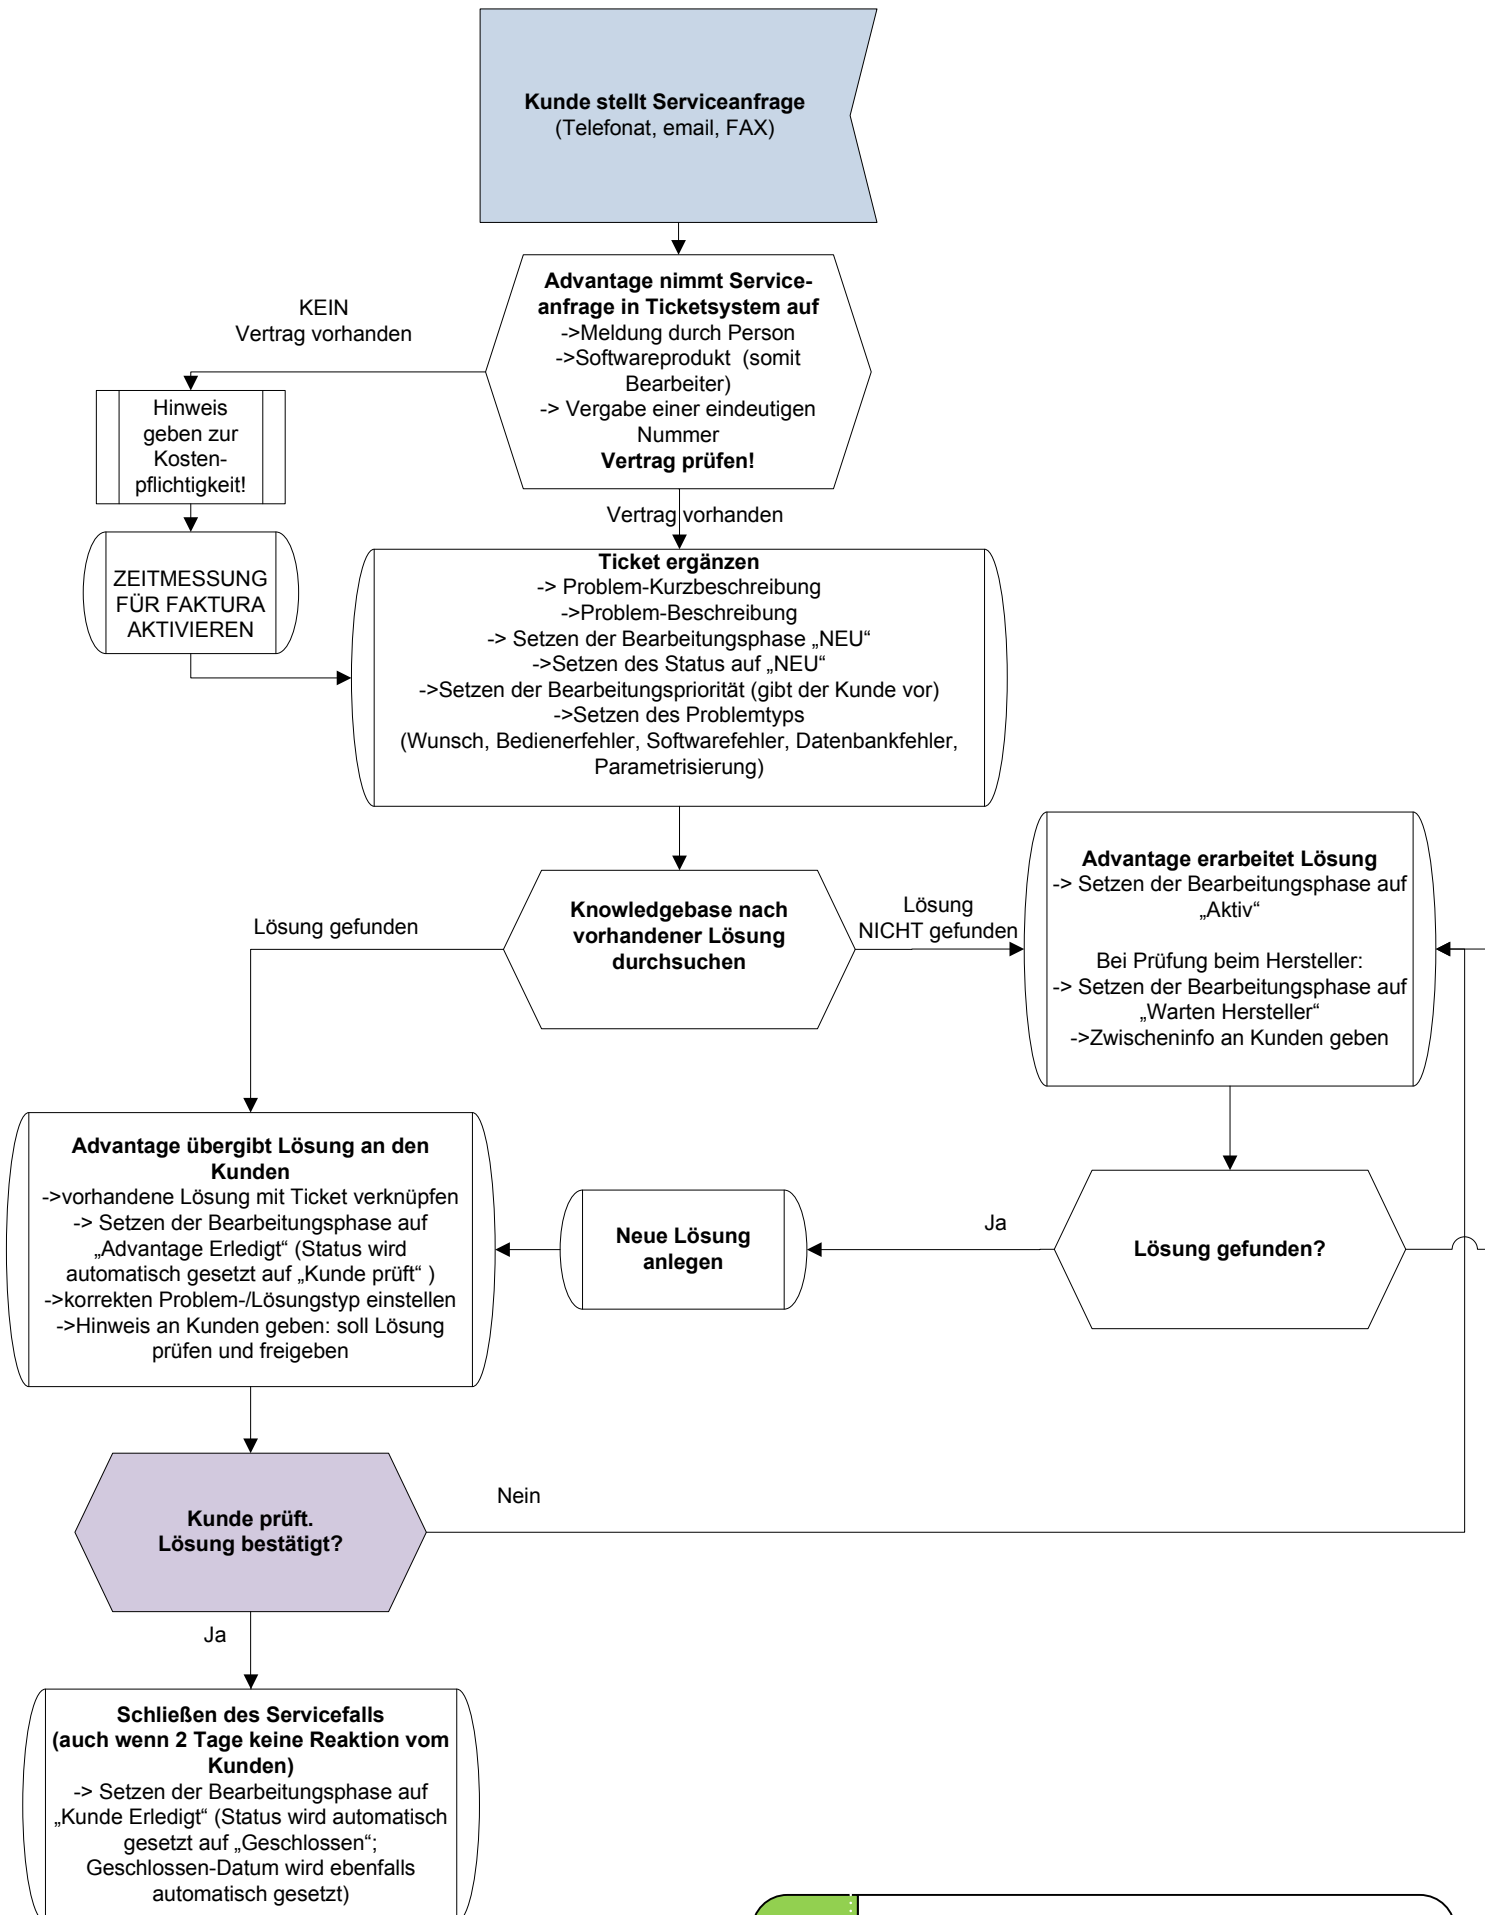 Kunde stellt Serviceanfrage
(Telefonat, email, FAX)
Advantage nimmt Service-
anfrage in Ticketsystem auf
->Meldung durch Person
->Softwareprodukt  (somit
Bearbeiter)
-> Vergabe einer eindeutigen
Nummer
Vertrag prüfen!
KEIN
Vertrag vorhanden
Hinweis
geben zur
Kosten-
pflichtigkeit!
ZEITMESSUNG
FÜR FAKTURA
AKTIVIEREN
Vertrag vorhanden
Ticket ergänzen
-> Problem-Kurzbeschreibung
->Problem-Beschreibung
-> Setzen der Bearbeitungsphase „NEU“
->Setzen des Status auf „NEU“
->Setzen der Bearbeitungspriorität (gibt der Kunde vor)
->Setzen des Problemtyps
(Wunsch, Bedienerfehler, Softwarefehler, Datenbankfehler,
Parametrisierung)
Knowledgebase nach
vorhandener Lösung
durchsuchen
Lösung gefunden
Lösung
NICHT gefunden
Advantage erarbeitet Lösung
-> Setzen der Bearbeitungsphase auf
„Aktiv“
Bei Prüfung beim Hersteller:
-> Setzen der Bearbeitungsphase auf
„Warten Hersteller“
->Zwischeninfo an Kunden geben
Advantage übergibt Lösung an den
Kunden
->vorhandene Lösung mit Ticket verknüpfen
-> Setzen der Bearbeitungsphase auf
„Advantage Erledigt“ (Status wird
automatisch gesetzt auf „Kunde prüft“ )
->korrekten Problem-/Lösungstyp einstellen
->Hinweis an Kunden geben: soll Lösung
prüfen und freigeben
Neue Lösung
anlegen
Ja
Lösung gefunden?
Kunde prüft.
Lösung bestätigt?
Nein
Ja
Schließen des Servicefalls
(auch wenn 2 Tage keine Reaktion vom
Kunden)
-> Setzen der Bearbeitungsphase auf
„Kunde Erledigt“ (Status wird automatisch
gesetzt auf „Geschlossen“;
Geschlossen-Datum wird ebenfalls
automatisch gesetzt)